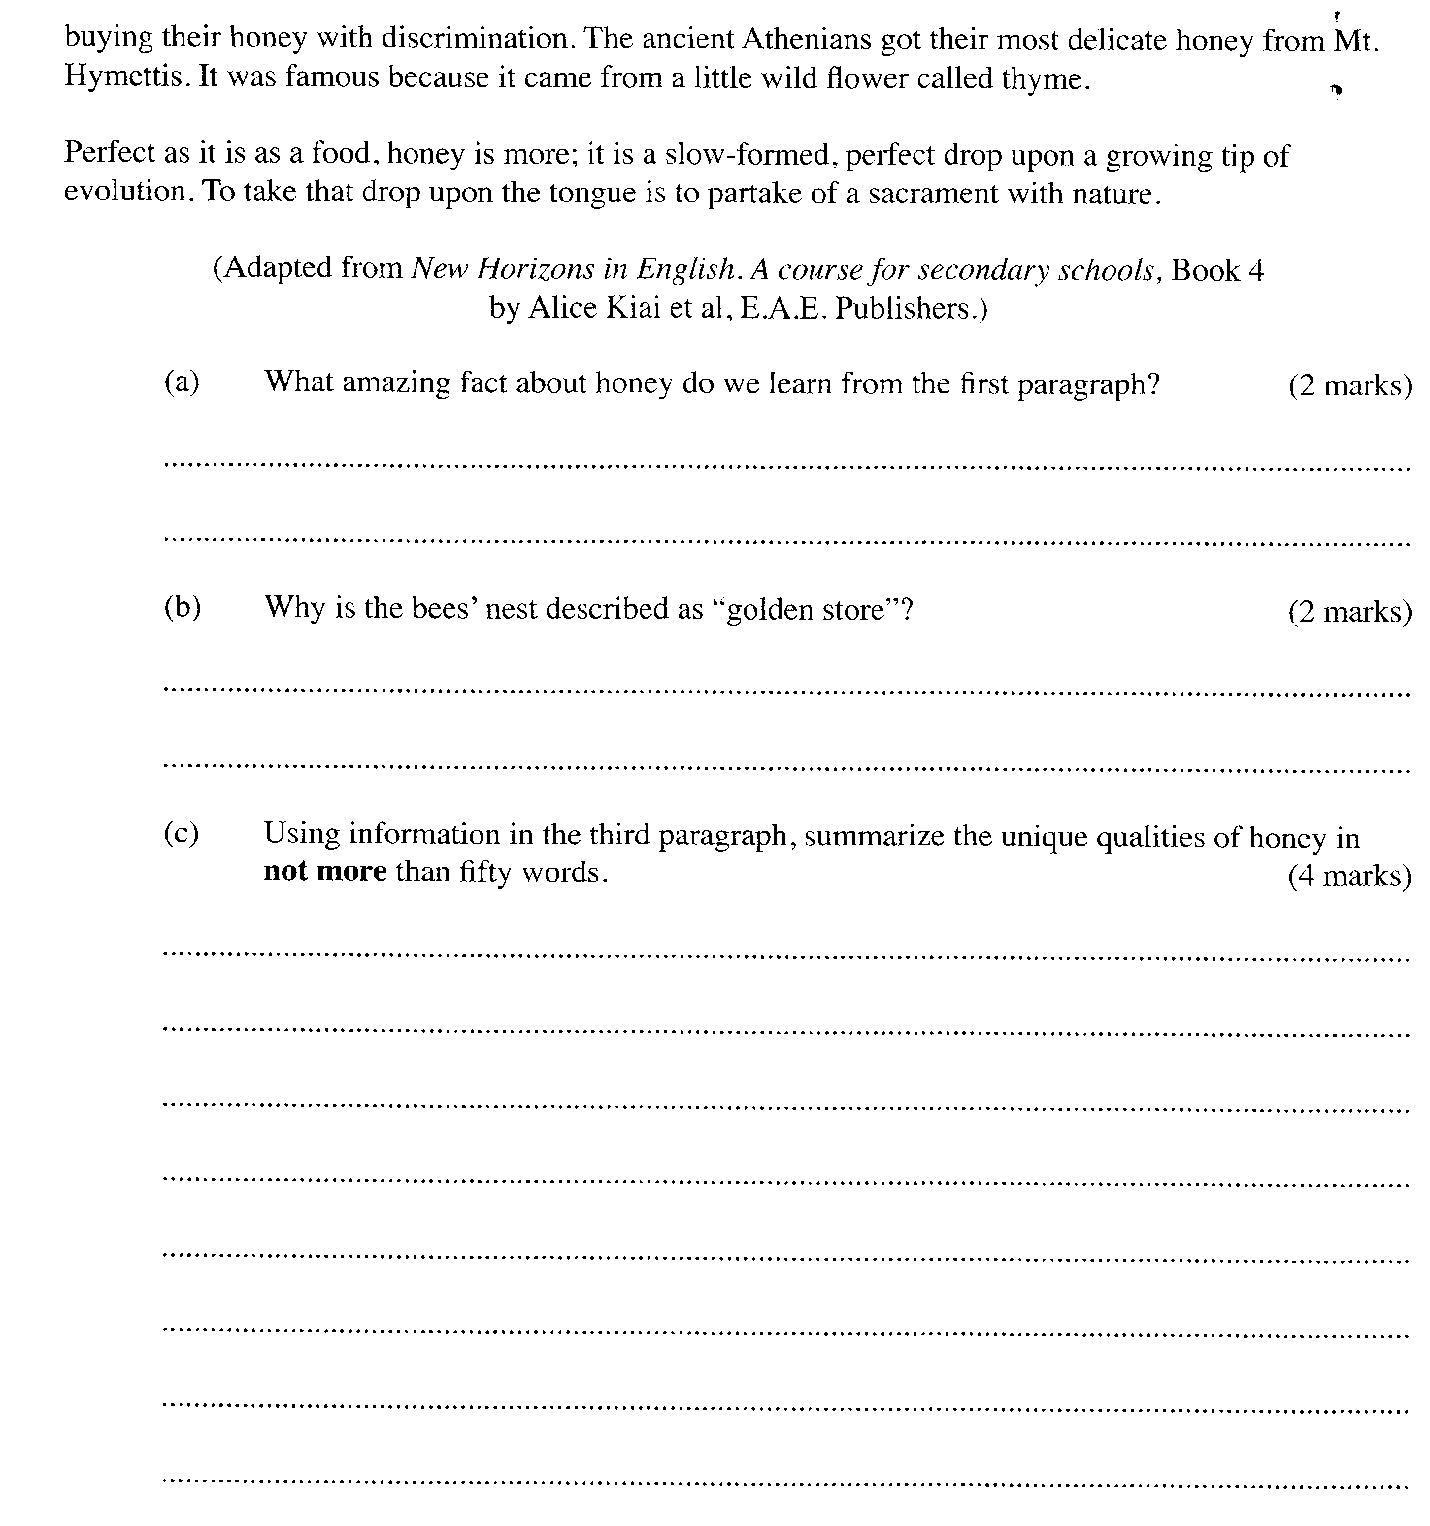 buying their honey with discrimination. The ancient Athenians got their most delicate honey from Mt.
Hymettis. It was famous because it came from a little wild flower called thyme.
Perfect as it is as a food, honey is more; it is a slow-formed, perfect drop upon a growing tip of
evolution. To take that drop upon the tongue is to partake of a sacrament with nature.
(Adapted from New Horizons in English. A course for secondary schools, Book 4
by Alice Kiai et al, E.A.E. Publishers.)
(a) What amazing fact about honey do we learn from the first paragraph? (2 marks)
(b) Why is the bees' nest described as "golden store"? (2 marks)
(c) Using information in the third paragraph, summarize the unique qualities of honey in
not more than fifty words. (4 marks)